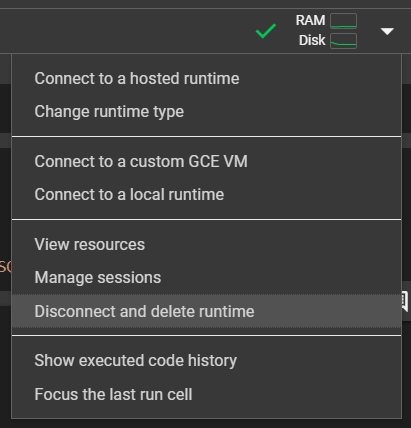 RAM
Disk
Connect to a hosted runtime
Change runtime type
Connect to a custom GCE VM
Connect to a local runtime
View resources
Manage sessions
Disconnect and delete runtime
Show executed code history
Focus the last run cell